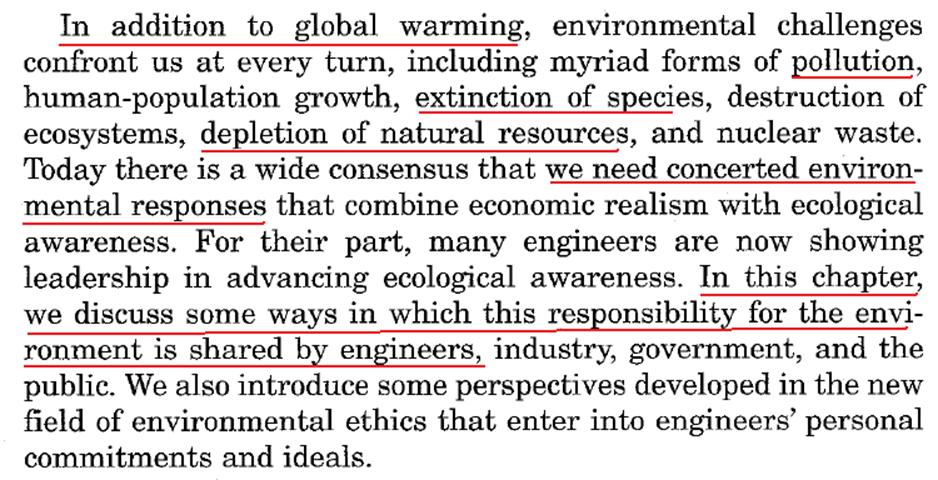 In addition to global warming, environmental challenges
confront us at every turn, including myriad forms of pollution,
human-population growth, extinction of species, destruction of
ecosystems, depletion of natural resources, and nuclear waste.
Today there is a wide consensus that we need concerted environ-
mental responses that combine economic realism with ecological
awareness. For their part, many engineers are now showing
leadership in advancing ecological awareness. In this chapter,
we discuss some ways in which this responsibility for the envi-
ronment is shared by engineers, industry, government, and the
public. We also introduce some perspectives developed in the new
field of environmental ethics that enter into engineers' personal
commitments and ideals.